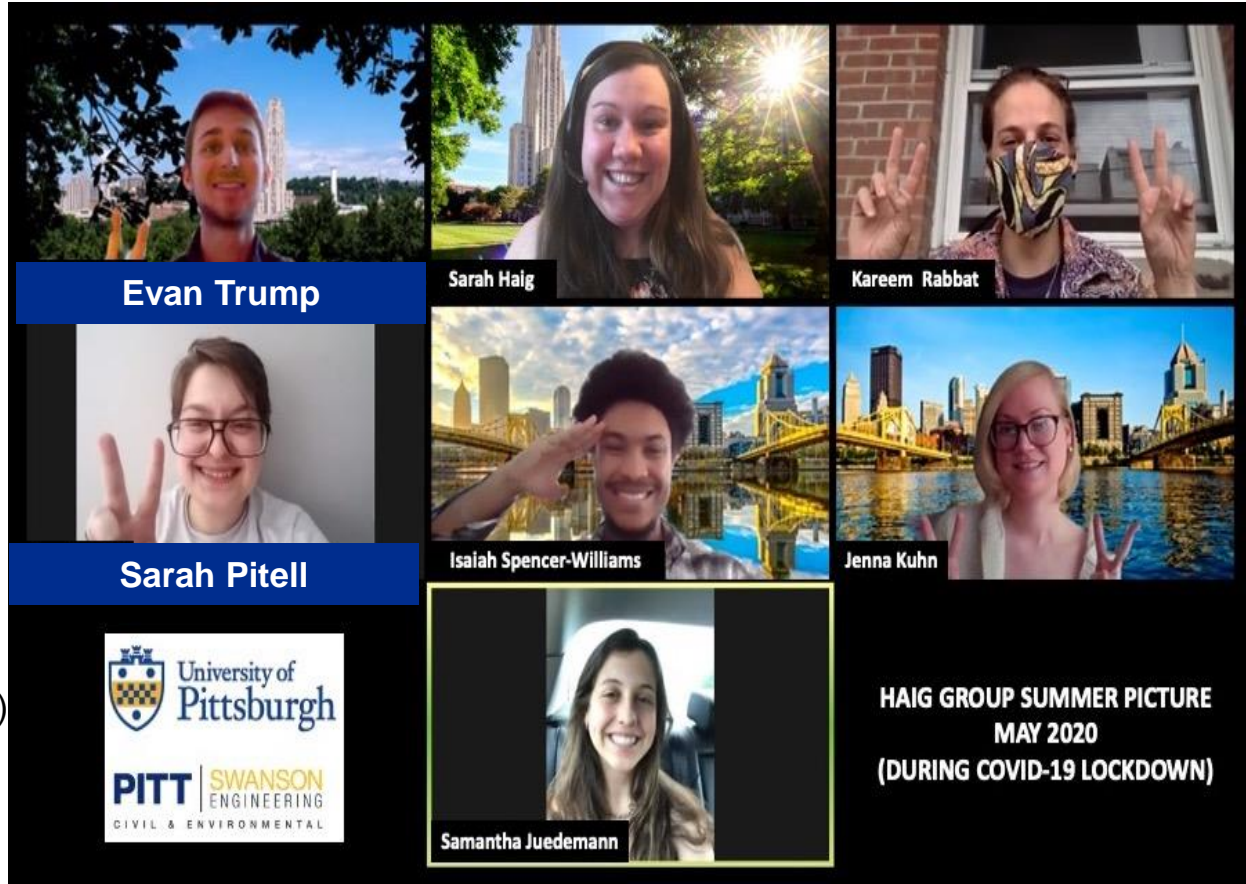 Evan Trump
Sarah Haig
Kareem Rabbat
Sarah Pitell
Isaiah Spencer-Williams
Jenna Kuhn
University of
Pittsburgh
PITT | SWANSON
ENGINEERING
CIVIL & ENVIRONMENTAL
)
Samantha Juedemann
HAIG GROUP SUMMER PICTURE
MAY 2020
(DURING COVID-19 LOCKDOWN)